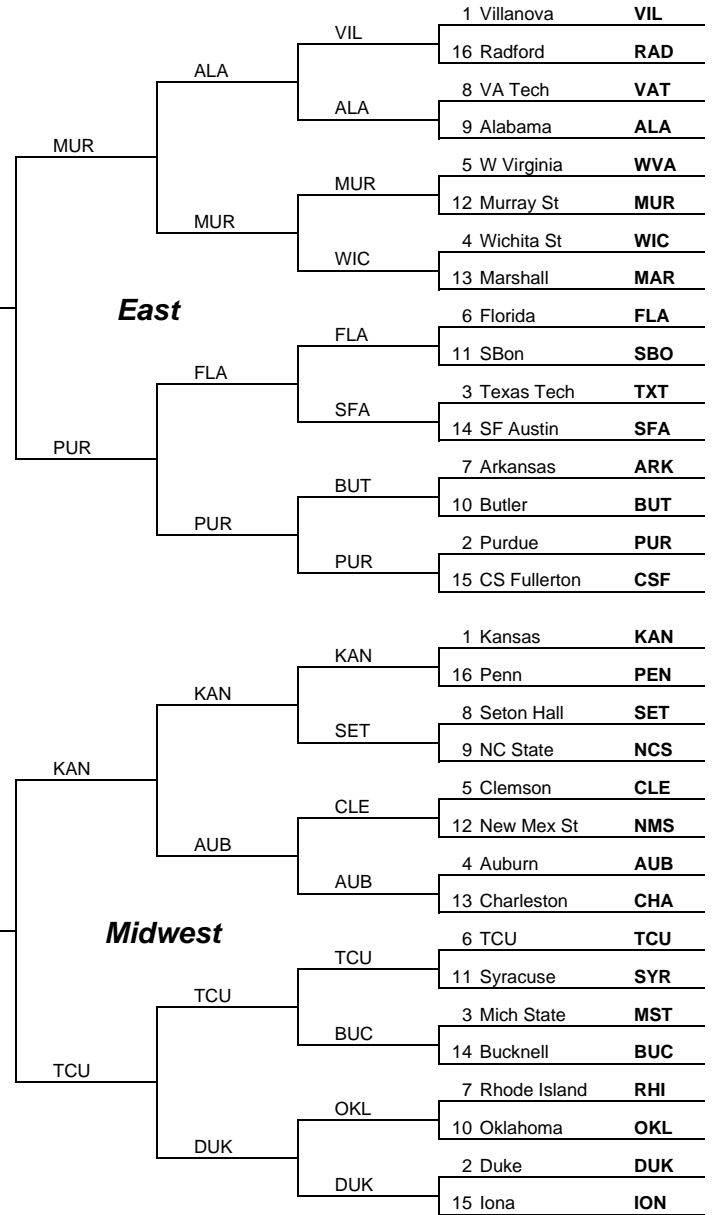 1 Villanova VIL
VIL
16 Radford RAD
ALA
8 VA Tech VAT
ALA
9 Alabama ALA
MUR
5 W Virginia WVA
MUR
12 Murray St MUR
MUR
4 Wichita St WIC
WIC
13 Marshall MAR
East
6 Florida FLA
FLA
11 SBon SBO
FLA
3 Texas Tech TXT
SFA
14 SF Austin SFA
PUR
7 Arkansas ARK
BUT
10 Butler BUT
PUR
2 Purdue PUR
PUR
15 CS Fullerton CSF
1 Kansas KAN
KAN
16 Penn PEN
KAN
8 Seton Hall SET
SET
9 NC State NCS
KAN
5 Clemson CLE
CLE
12 New Mex St NMS
AUB
4 Auburn AUB
AUB
13 Charleston CHA
Midwest
6 TCU TCU
TCU
11 Syracuse SYR
TCU
3 Mich State MST
BUC
14 Bucknell BUC
TCU
7 Rhode Island RHI
OKL
10 Oklahoma OKL
DUK
2 Duke DUK
DUK
15 Iona ION